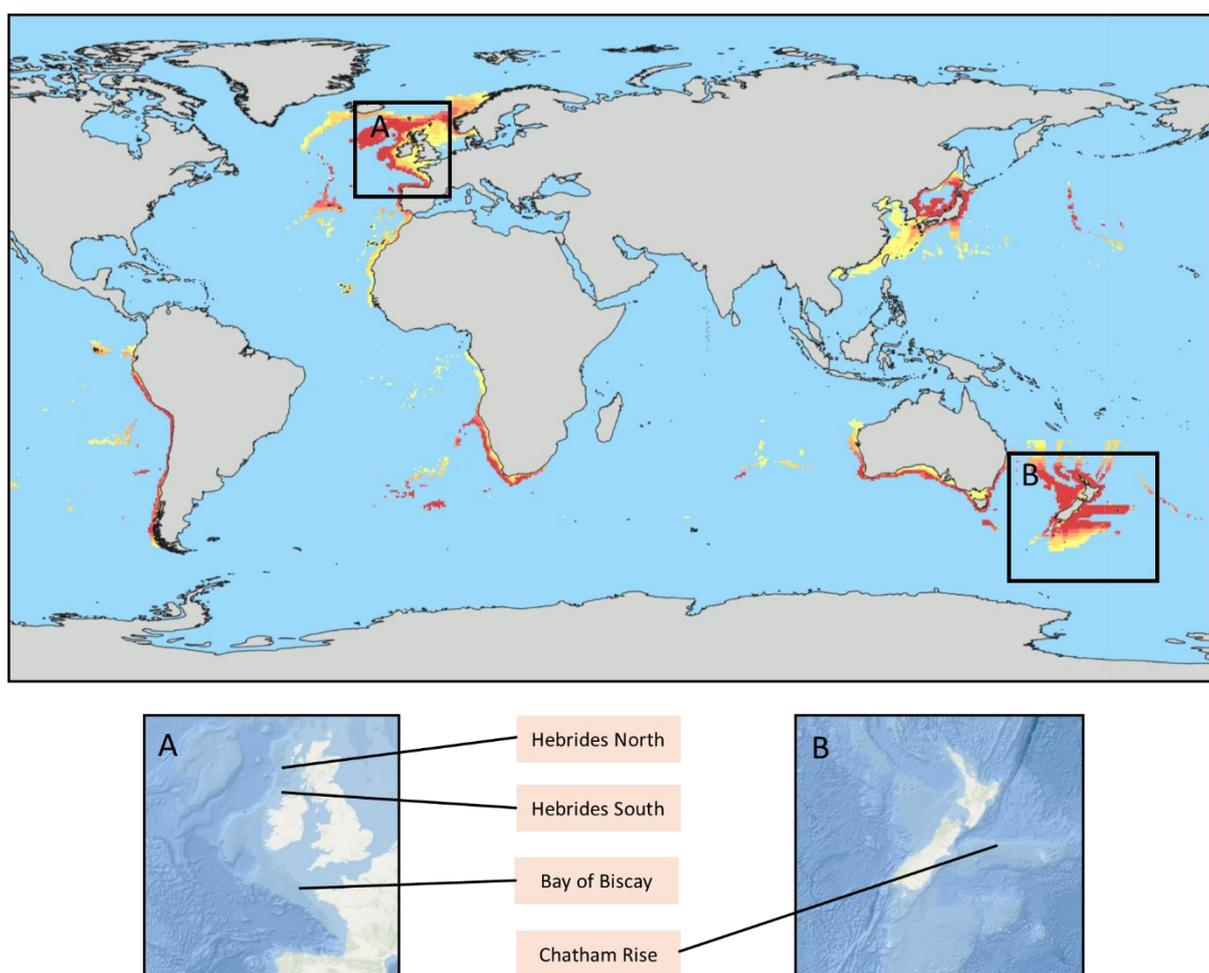 A
B
A
Hebrides North
B
Hebrides South
Bay of Biscay
Chatham Rise